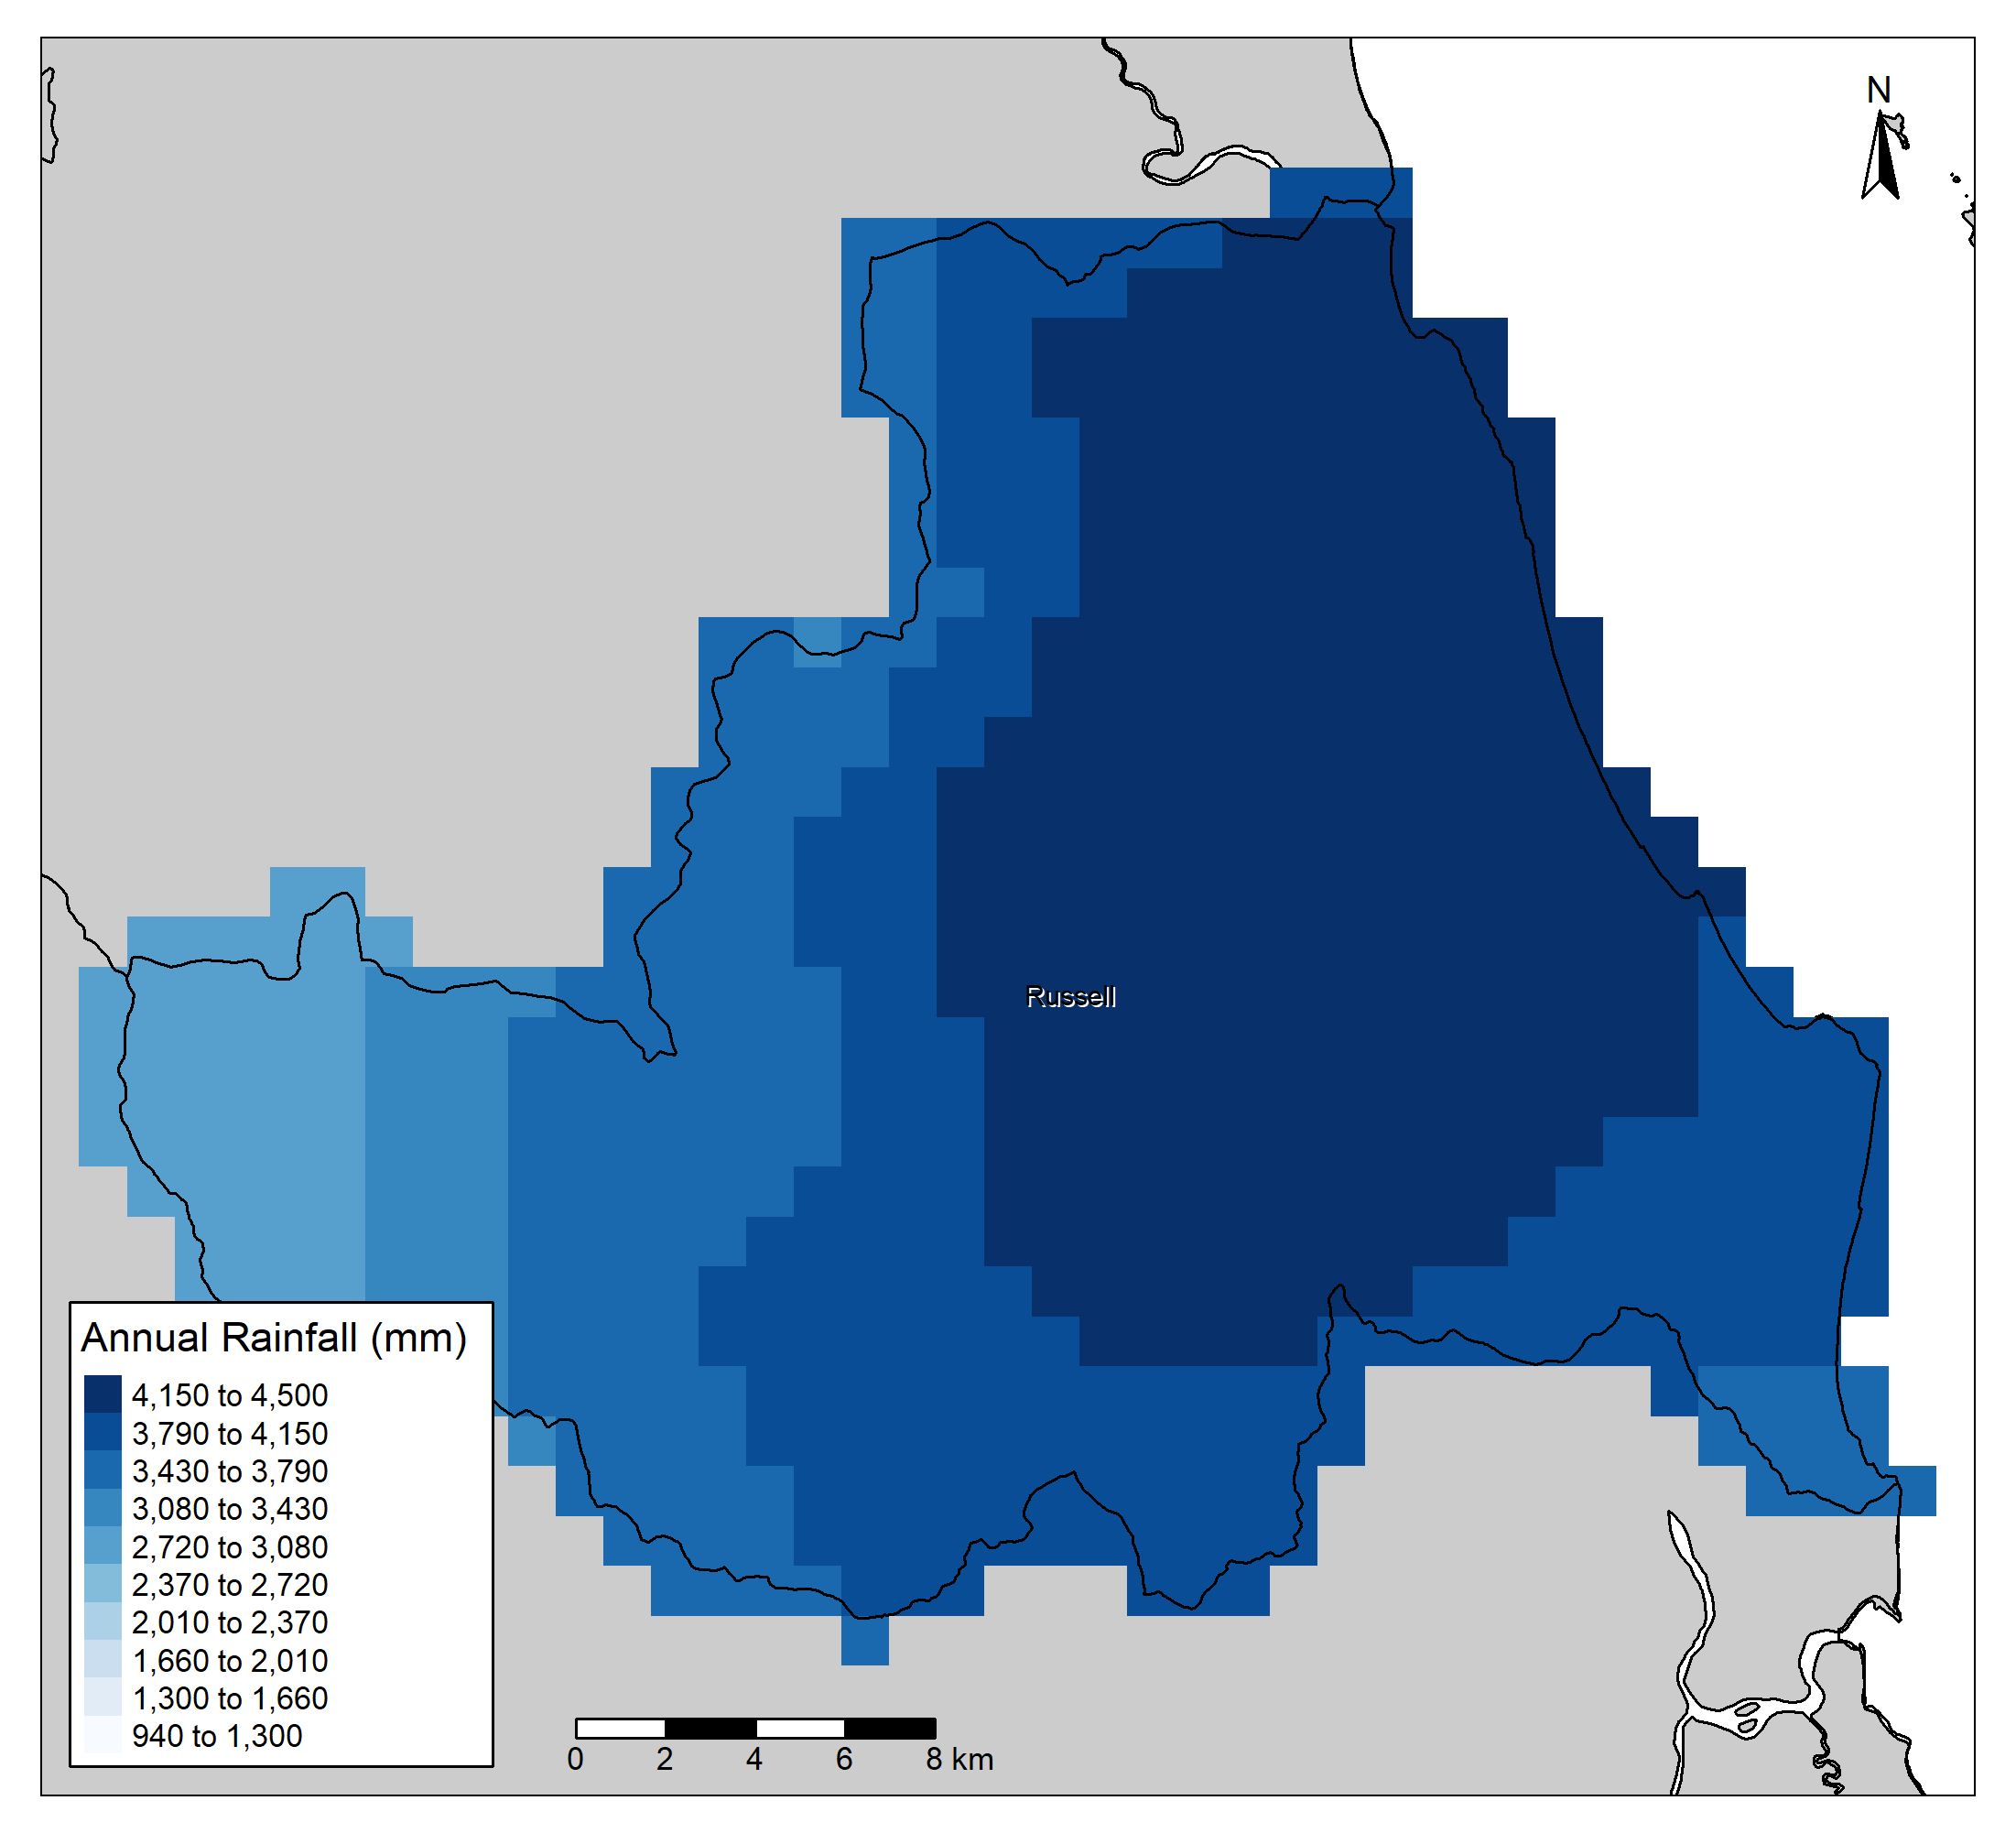 N
Russell
Annual Rainfall (mm)
4,150 to 4,500
3,790 to 4,150
3,430 to 3,790
3,080 to 3,430
2,720 to 3,080
2,370 to 2,720
2,010 to 2,370
1,660 to 2,010
1,300 to 1,660
940 to 1,300
0 2 4 6 8 km